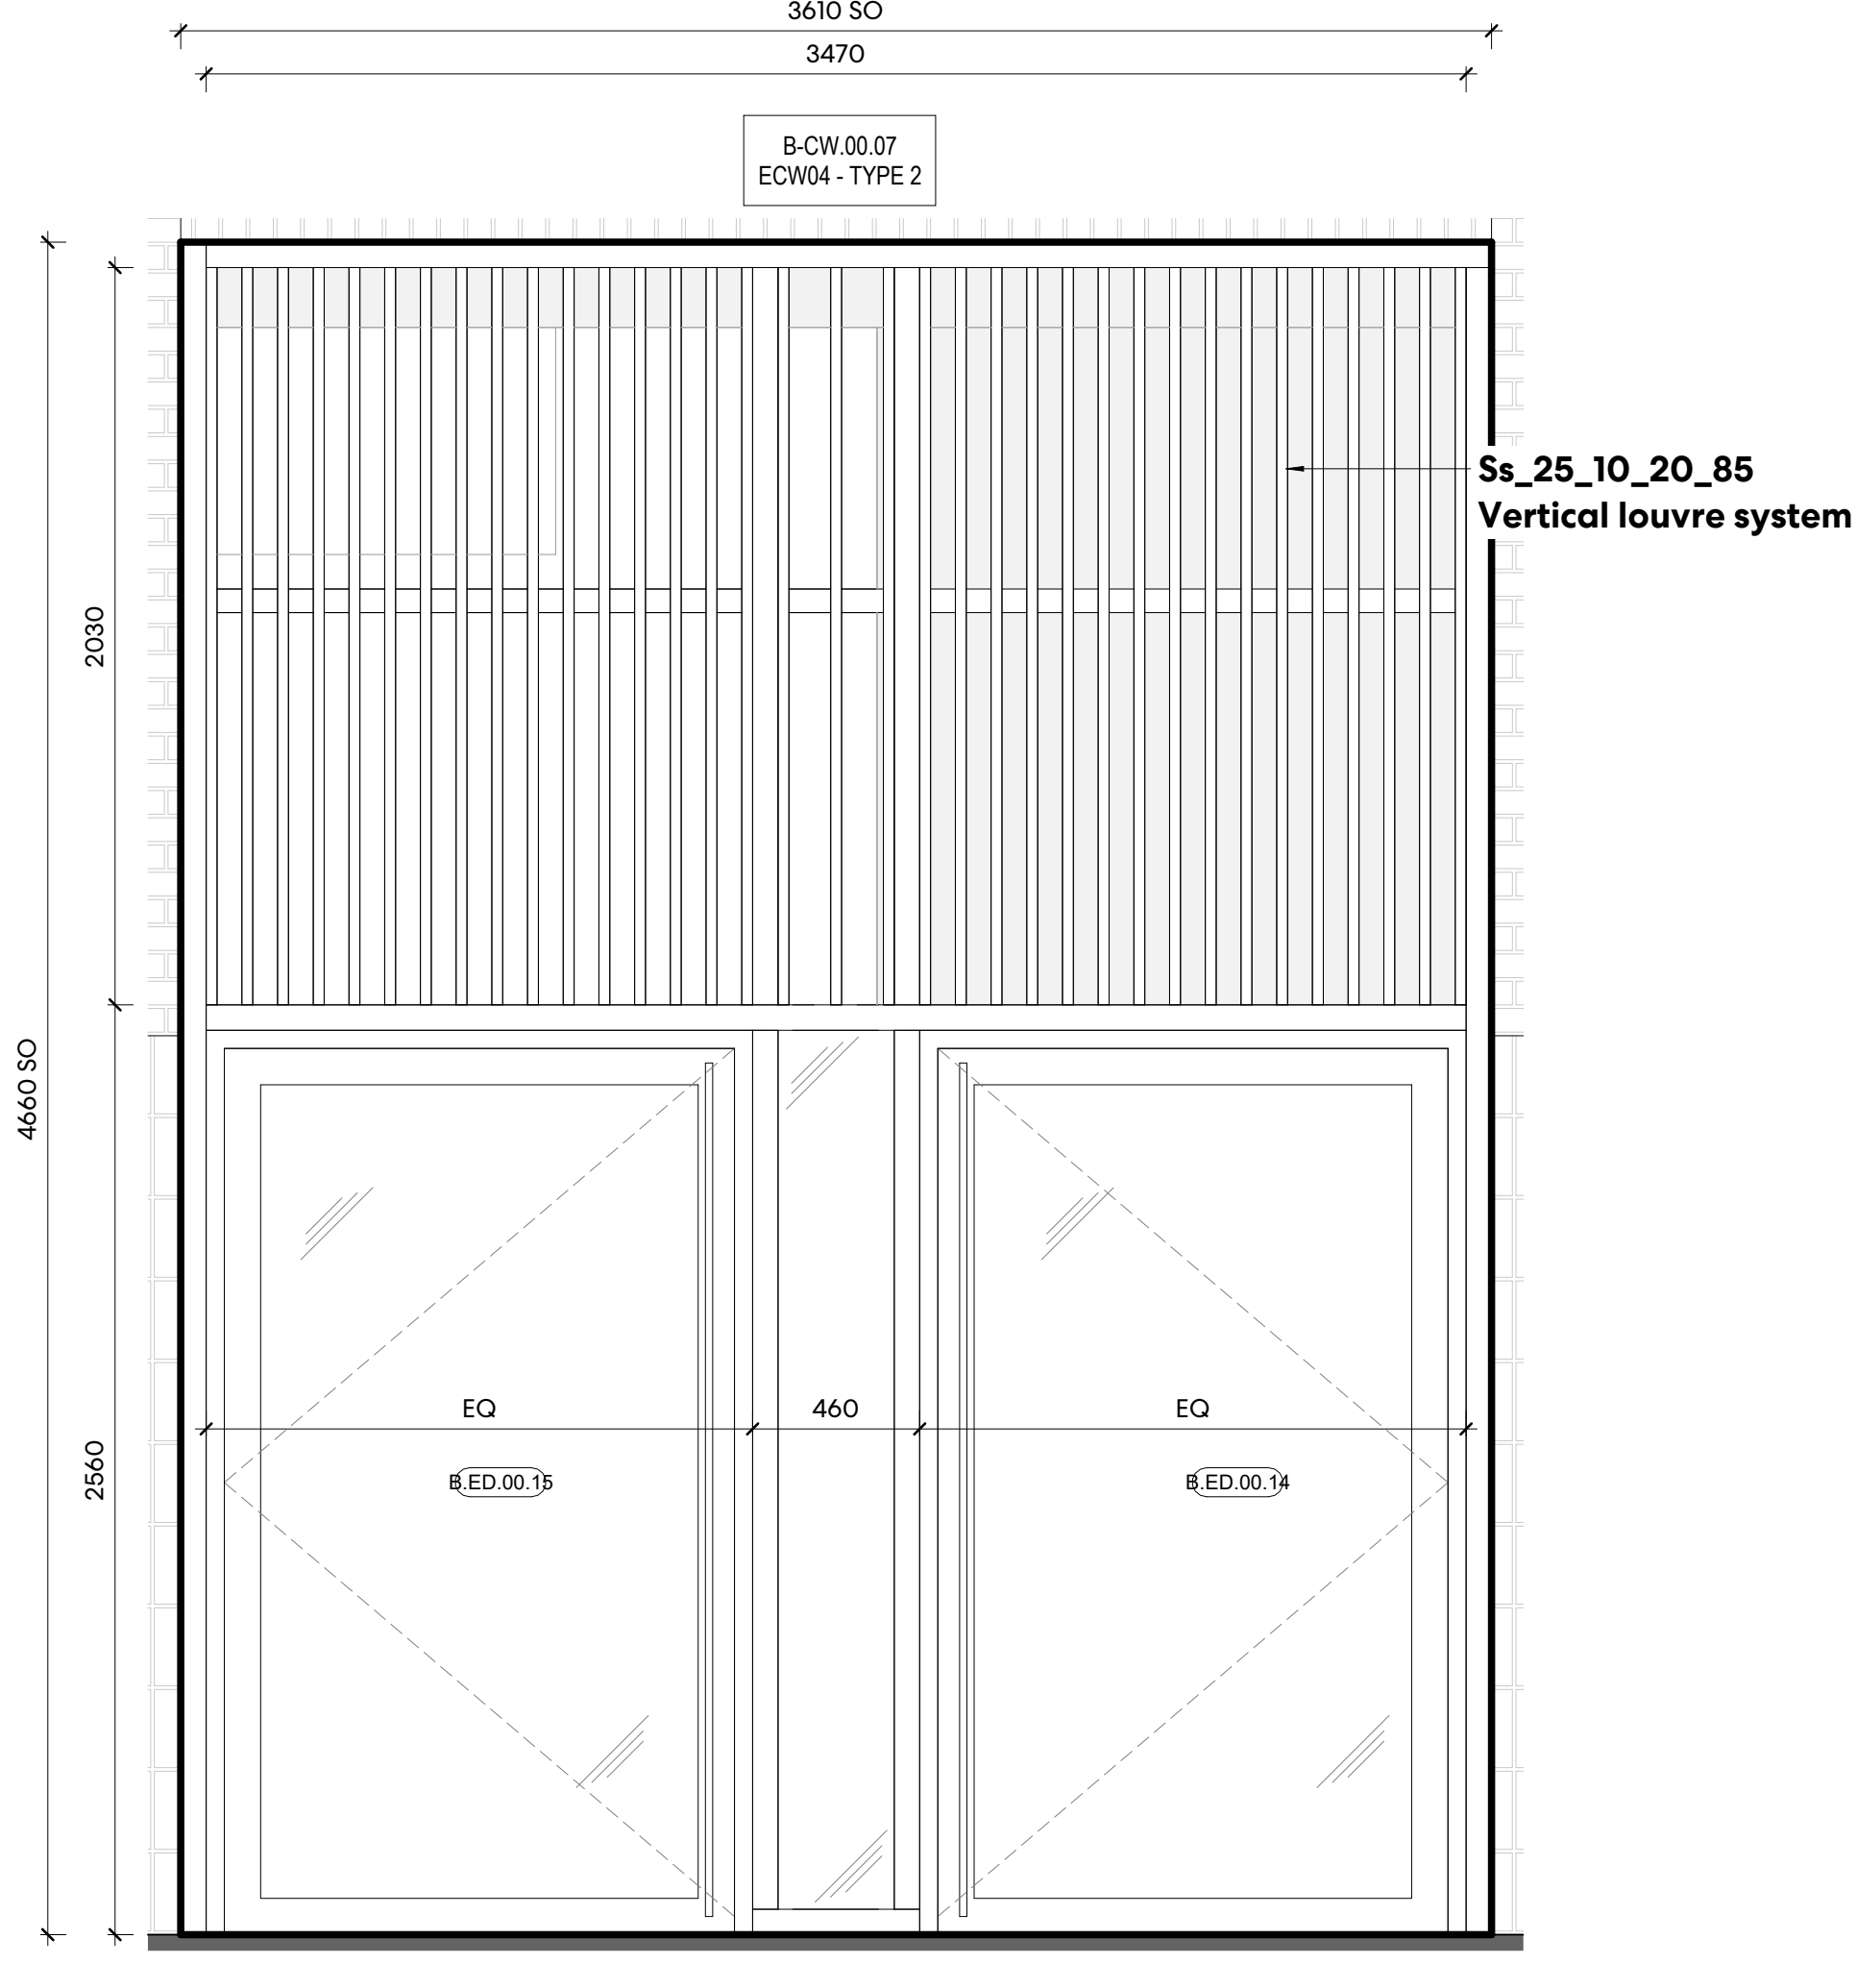 3610 SO
3470
B-CW.00.07
ECW04 - TYPE 2
Ss_25_10_20_85
Vertical louvre system
2030
4660 SO
2560
EQ
460
EQ
B.ED.00.15
B.ED.00.14